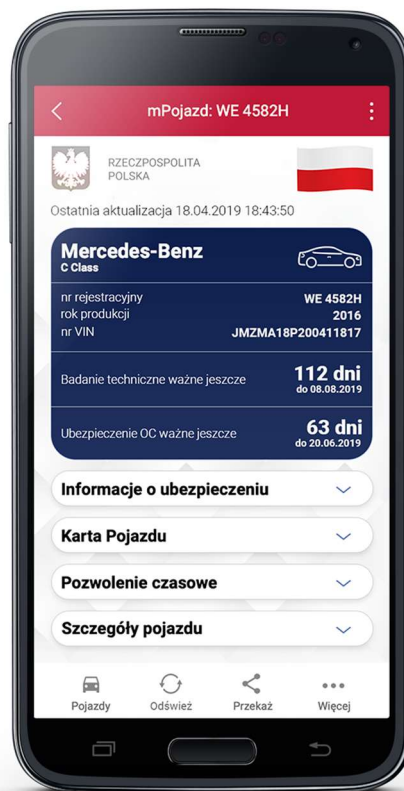 mPojazd: WE 4582H
RZECZPOSPOLITA
POLSKA
Ostatnia aktualizacja 18.04.2019 18:43:50
Mercedes-Benz
C Class
nr rejestracyjny WE 4582H
rok produkcji 2016
nr VIN JMZMA18P200411817
Badanie techniczne ważne jeszcze 112 dni
do 08.08.2019
Ubezpieczenie OC ważne jeszcze 63 dni
do 20.06.2019
Informacje o ubezpieczeniu
Karta Pojazdu
Pozwolenie czasowe
Szczegóły pojazdu
Pojazdy Odśwież Przekaż Więcej